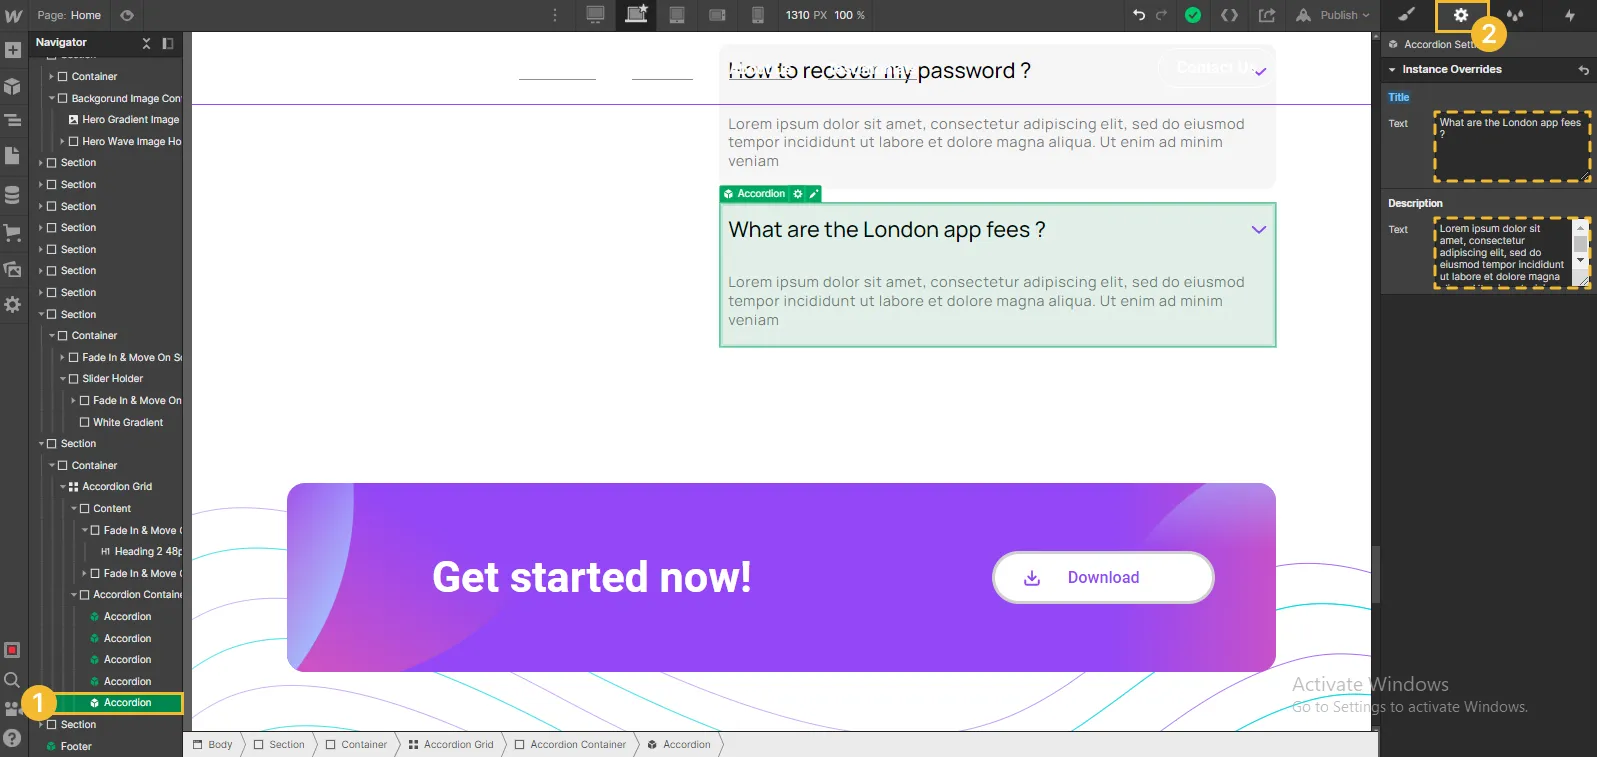 Page: Home
1310 PX 100 %
Publish
2
Navigator
Accordion Sett
Container
Backgorund Image Con
Hero Gradient Image
Hero Wave Image Ho
Section
Section
Section
Section
Section
Section
Section
Section
Container
Fade In & Move On Sc
Slider Holder
Fade In & Move On
White Gradient
Section
Container
Accordion Grid
Content
Fade In & Move O
H1 Heading 2 48p
Fade In & Move O
Accordion Containe
Accordion
Accordion
Accordion
Accordion
1
Accordion
Section
Footer
How to recover my password ?
Contact Us
Lorem ipsum dolor sit amet, consectetur adipiscing elit, sed do eiusmod
tempor incididunt ut labore et dolore magna aliqua. Ut enim ad minim
veniam
Accordion
What are the London app fees ?
Lorem ipsum dolor sit amet, consectetur adipiscing elit, sed do eiusmod
tempor incididunt ut labore et dolore magna aliqua. Ut enim ad minim
veniam
Get started now!
Download
Instance Overrides
Title
Text
What are the London app fees
?
Description
Text
Lorem ipsum dolor sit
amet, consectetur
adipiscing elit, sed do
eiusmod tempor incididunt
ut labore et dolore magna
Activate Windows
Go to Settings to activate Windows.
Body
Section
Container
Accordion Grid
Accordion Container
Accordion